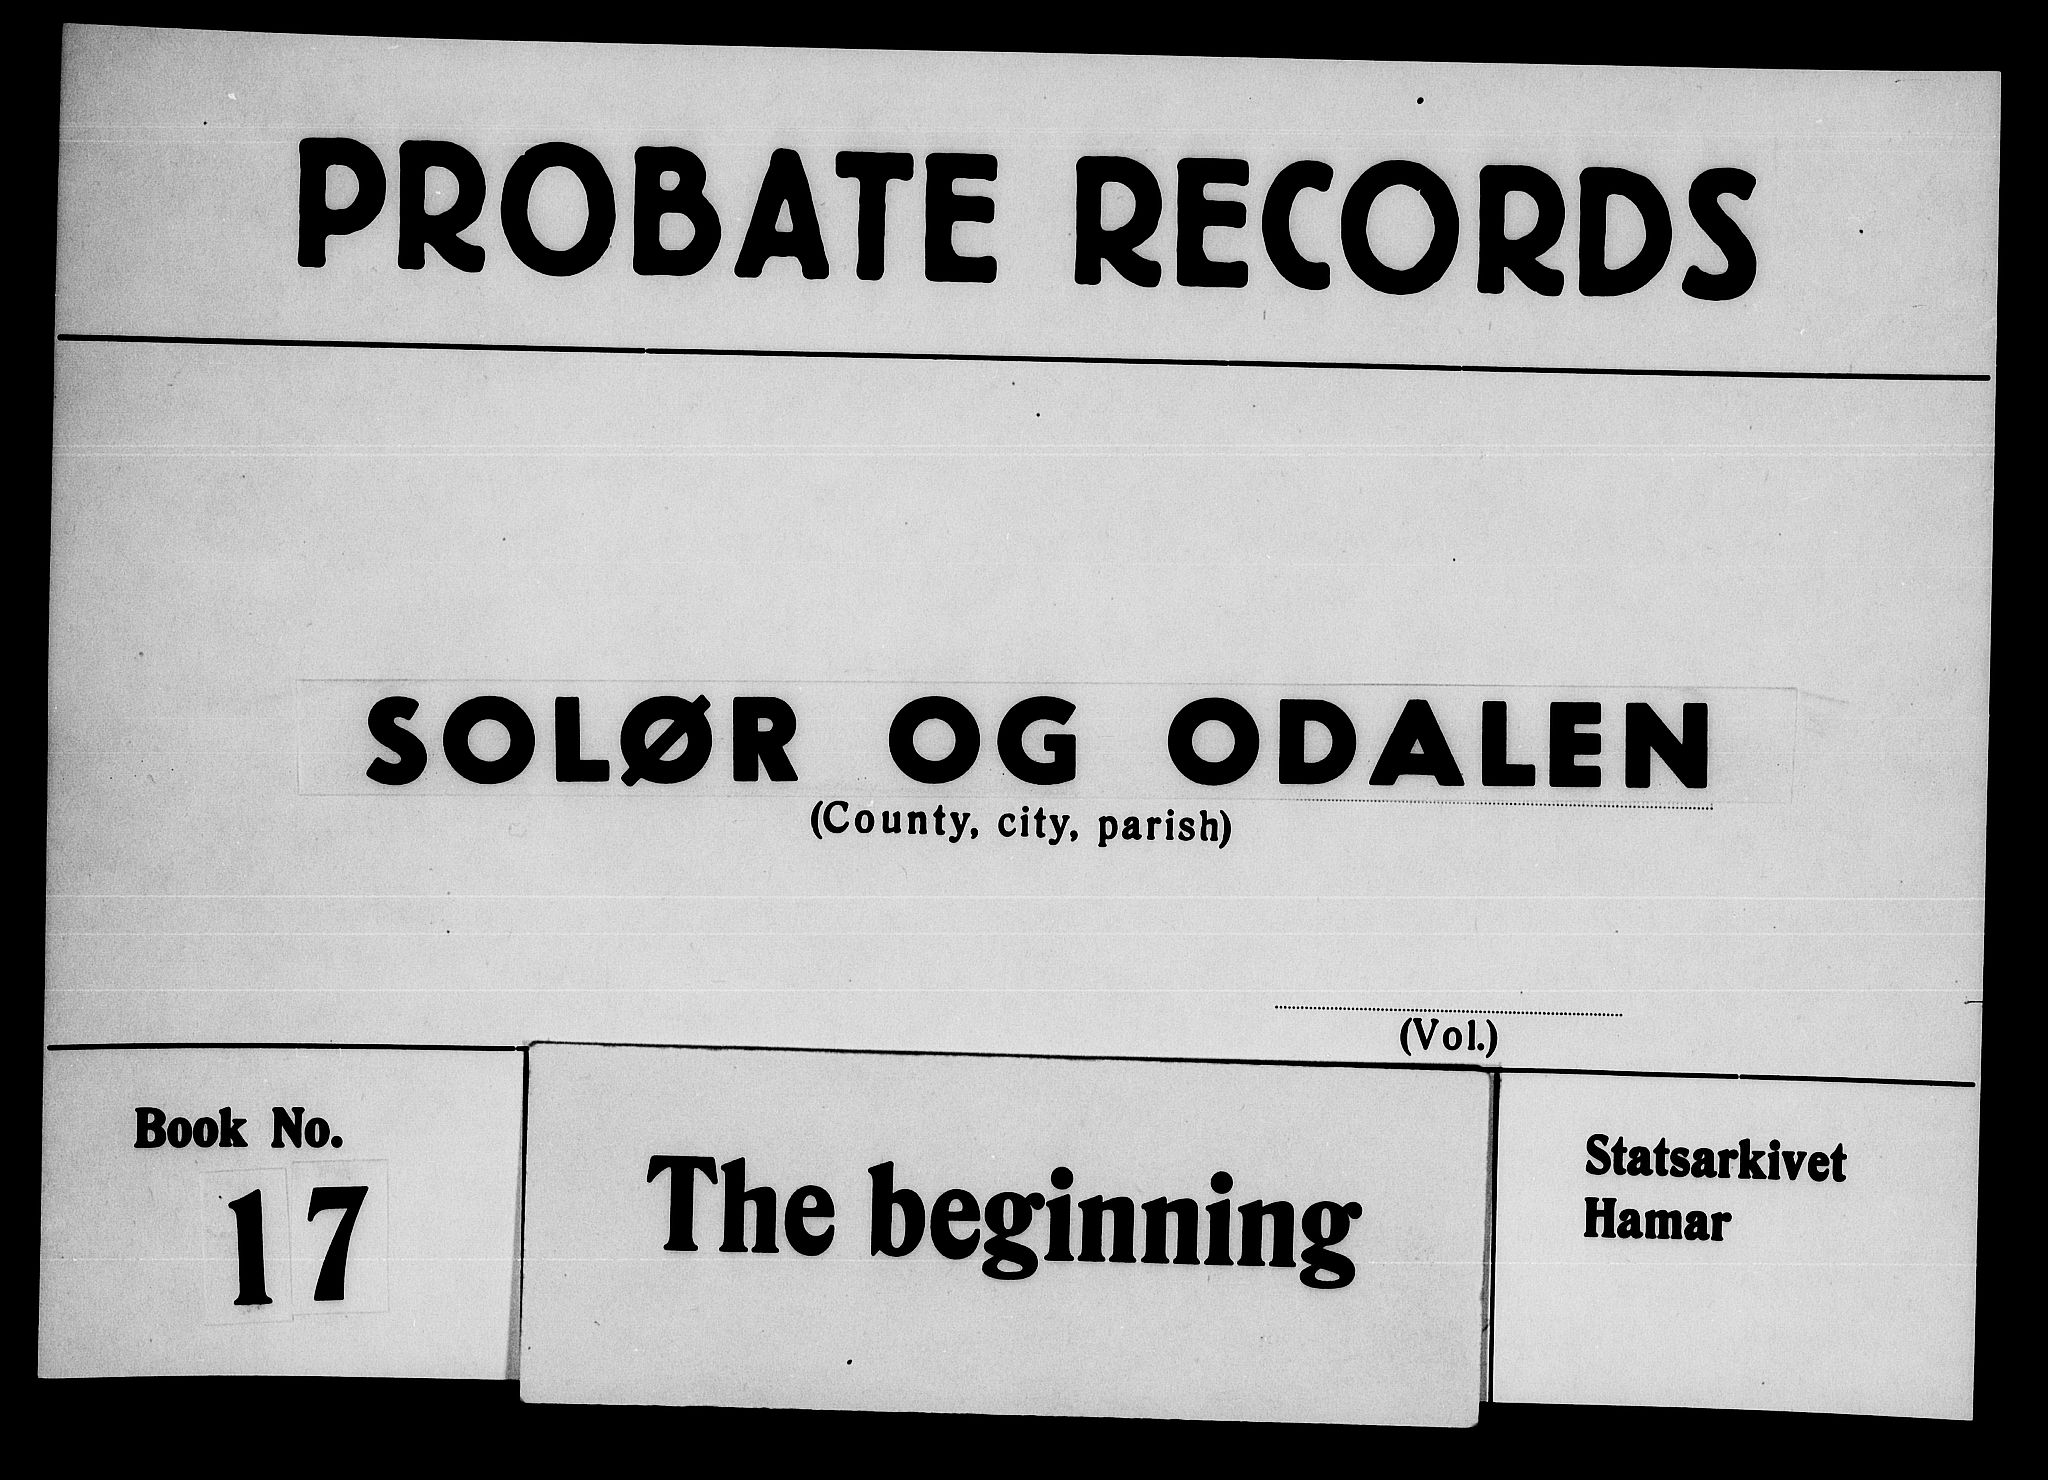 PROBATE RECORDS
SOLØR OG ODALEN
(County, city, parish)
(Vol.)
Book No.
17
The beginning
Statsarkivet
Hamar